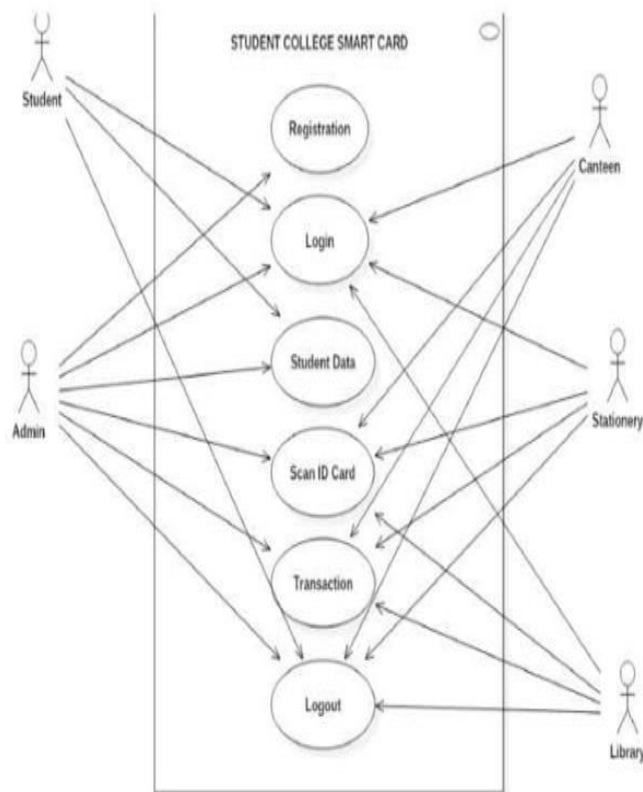 STUDENT COLLEGE SMART CARD
Student
Registration
Canteen
Login
Student Data
Admin
Stationery
Scan ID Card
Transaction
Logout
Library